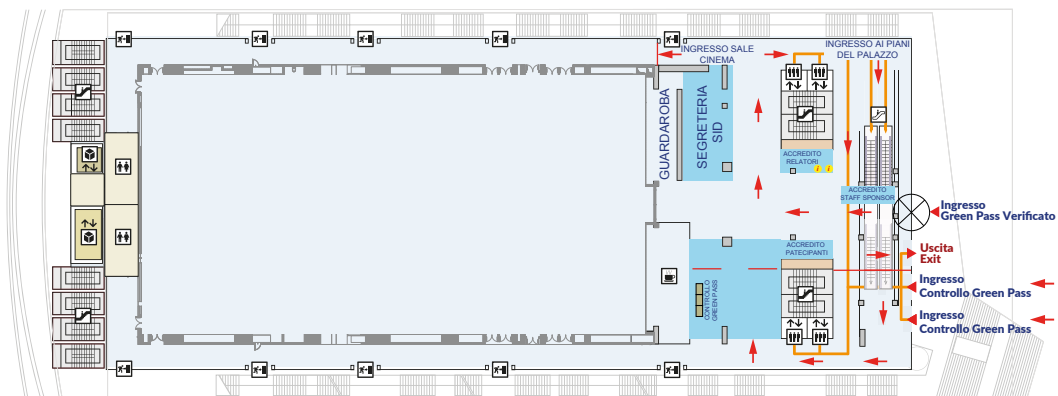 INGRESSO SALE
CINEMA
INGRESSO AI PIANI
DEL PALAZZO
GUARDAROBA
SEGRETERIA
SID
ACCREDITO
RELATORI
i i
ACCREDITO
STAFF SPONSOR
Ingresso
Green Pass Verificato
ACCREDITO
PATECIPANTI
Uscita
Exit
CONTROLLO
GREEN PASS
Ingresso
Controllo Green Pass
Ingresso
Controllo Green Pass